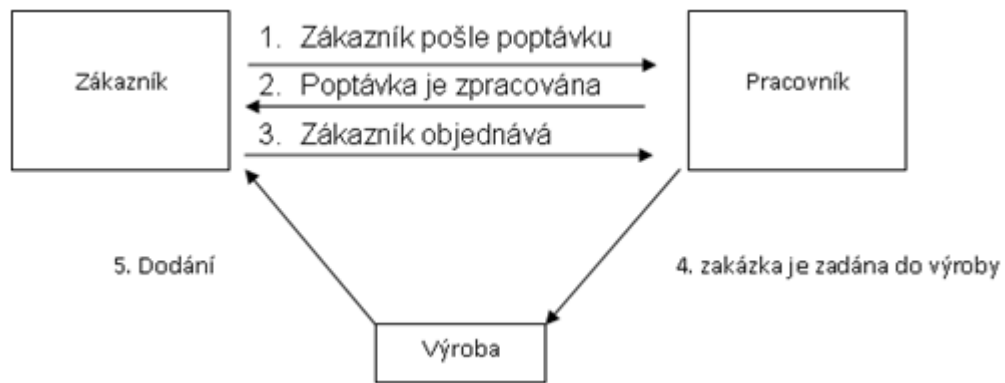 Zákazník
1. Zákazník pošle poptávku
2. Poptávka je zpracována
3. Zákazník objednává
Pracovník
5. Dodání
4. zakázka je zadána do výroby
Výroba